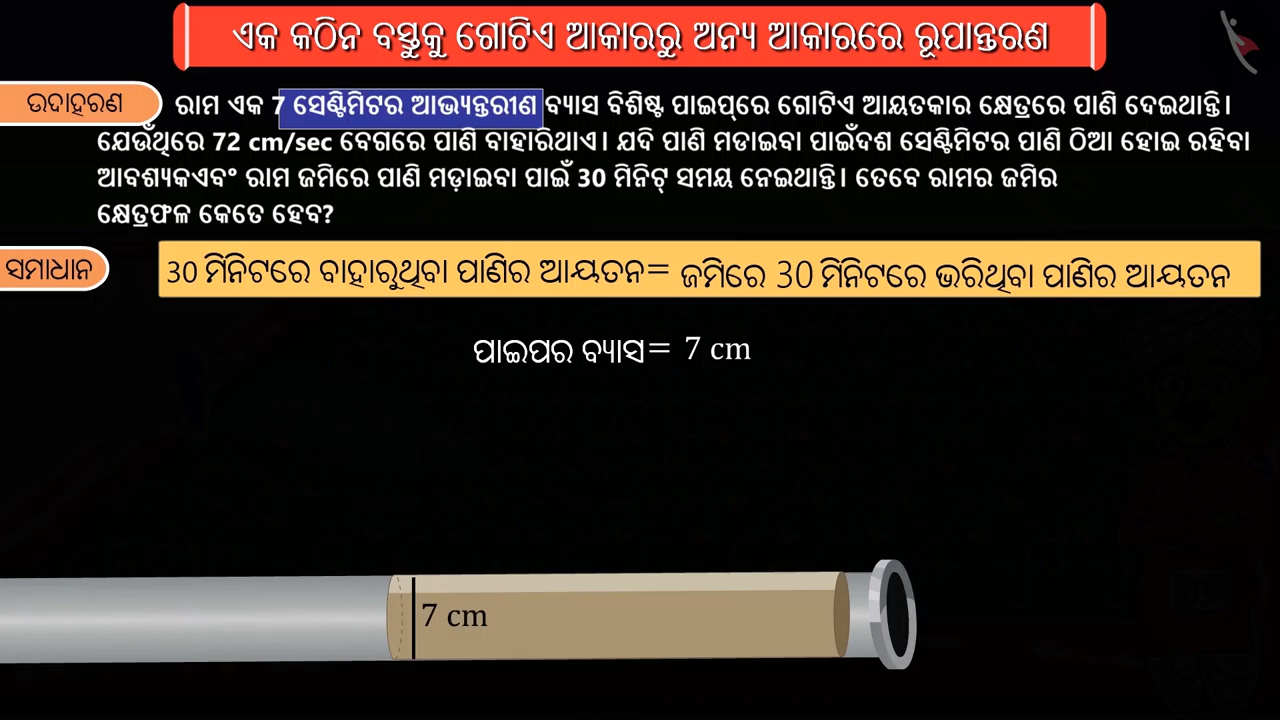 ଏକ କଠିନ ବସ୍ତୁକୁ ଗୋଟିଏ ଆକାରରୁ ଅନ୍ୟ ଆକାରରେ ରୂପାନ୍ତରଣ
ଉଦାହରଣ
ରାମ ଏକ 7 ସେଣ୍ଟିମିଟର ଆଭ୍ୟନ୍ତରୀଣ ବ୍ୟାସ ବିଶିଷ୍ଟ ପାଇପ୍‌ରେ ଗୋଟିଏ ଆୟତକାର କ୍ଷେତ୍ରରେ ପାଣି ଦେଇଥାନ୍ତି।
ଯେଉଁଥିରେ 72 cm/sec ବେଗରେ ପାଣି ବାହାରିଥାଏ। ଯଦି ପାଣି ମଡାଇବା ପାଇଁଦଶ ସେଣ୍ଟିମିଟର ପାଣି ଠିଆ ହୋଇ ରହିବା
ଆବଶ୍ୟକଏବଂ ରାମ ଜମିରେ ପାଣି ମଡ଼ାଇବା ପାଇଁ 30 ମିନିଟ୍ ସମୟ ନେଇଥାନ୍ତି। ତେବେ ରାମର ଜମିର
କ୍ଷେତ୍ରଫଳ କେତେ ହେବ?
ସମାଧାନ
30 ମିନିଟରେ ବାହାରୁଥିବା ପାଣିର ଆୟତନ= ଜମିରେ 30 ମିନିଟରେ ଭରିଥିବା ପାଣିର ଆୟତନ
ପାଇପର ବ୍ୟାସ= 7 cm
7 cm